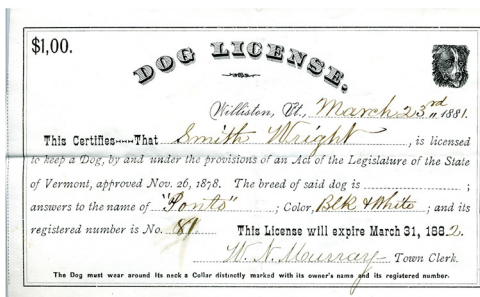 $1,00.
DOG LICENSE.
Williston, Vt., March 23rd 1881.
This Certifies----That Smith Wright, is licensed
to keep a Dog, by and under the provisions of an Act of the Legislature of the State
of Vermont, approved Nov. 26, 1878. The breed of said dog is ;
answers to the name of "Ponto" ; Color, Blk & White ; and its
registered number is No. 81 This License will expire March 31, 1882.
W. N. Murray Town Clerk.
The Dog must wear around its neck a Collar distinctly marked with its owner's name and its registered number.